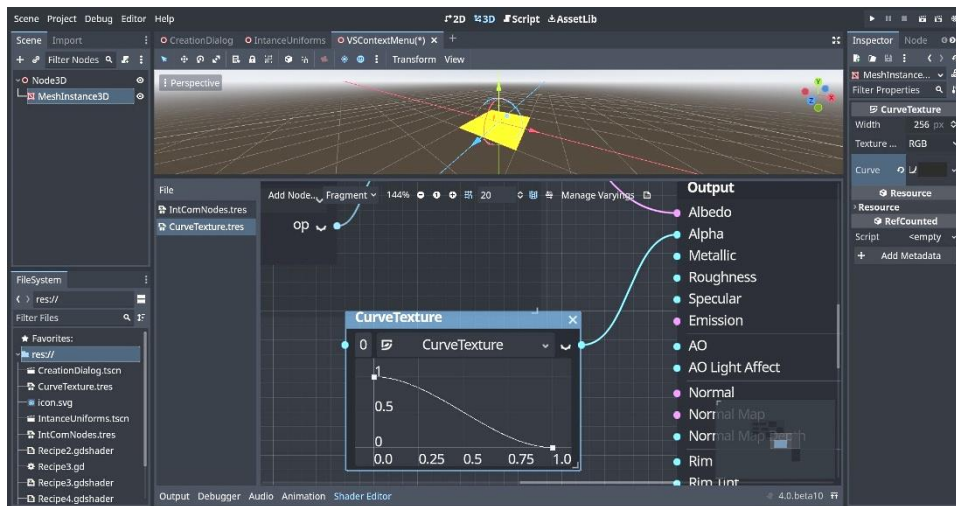 Scene Project Debug Editor Help
2D 3D Script AssetLib
Scene Import
Filter Nodes
Node3D
MeshInstance3D
CreationDialog IntanceUniforms VSContextMenu(*) × +
Transform View
Perspective
Y
X
Z
File
IntComNodes.tres
CurveTexture.tres
Add Node... Fragment 144% 20 Manage Varyings
op
Output
Albedo
Alpha
Metallic
Roughness
Specular
Emission
AO
AO Light Affect
Normal
Normal Map
Normal Map Depth
Rim
CurveTexture
0 CurveTexture
1
0.5
0
0.0 0.25 0.5 0.75 1.0
Output Debugger Audio Animation Shader Editor
4.0.beta10
FileSystem
res://
Filter Files
Favorites:
res://
CreationDialog.tscn
CurveTexture.tres
icon.svg
IntanceUniforms.tscn
IntComNodes.tres
Recipe2.gdshader
Recipe3.gd
Recipe3.gdshader
Recipe4.gdshader
Inspector Node
MeshInstance...
Filter Properties
CurveTexture
Width 256 px
Texture ... RGB
Curve
Resource
Resource
RefCounted
Script <empty
+ Add Metadata